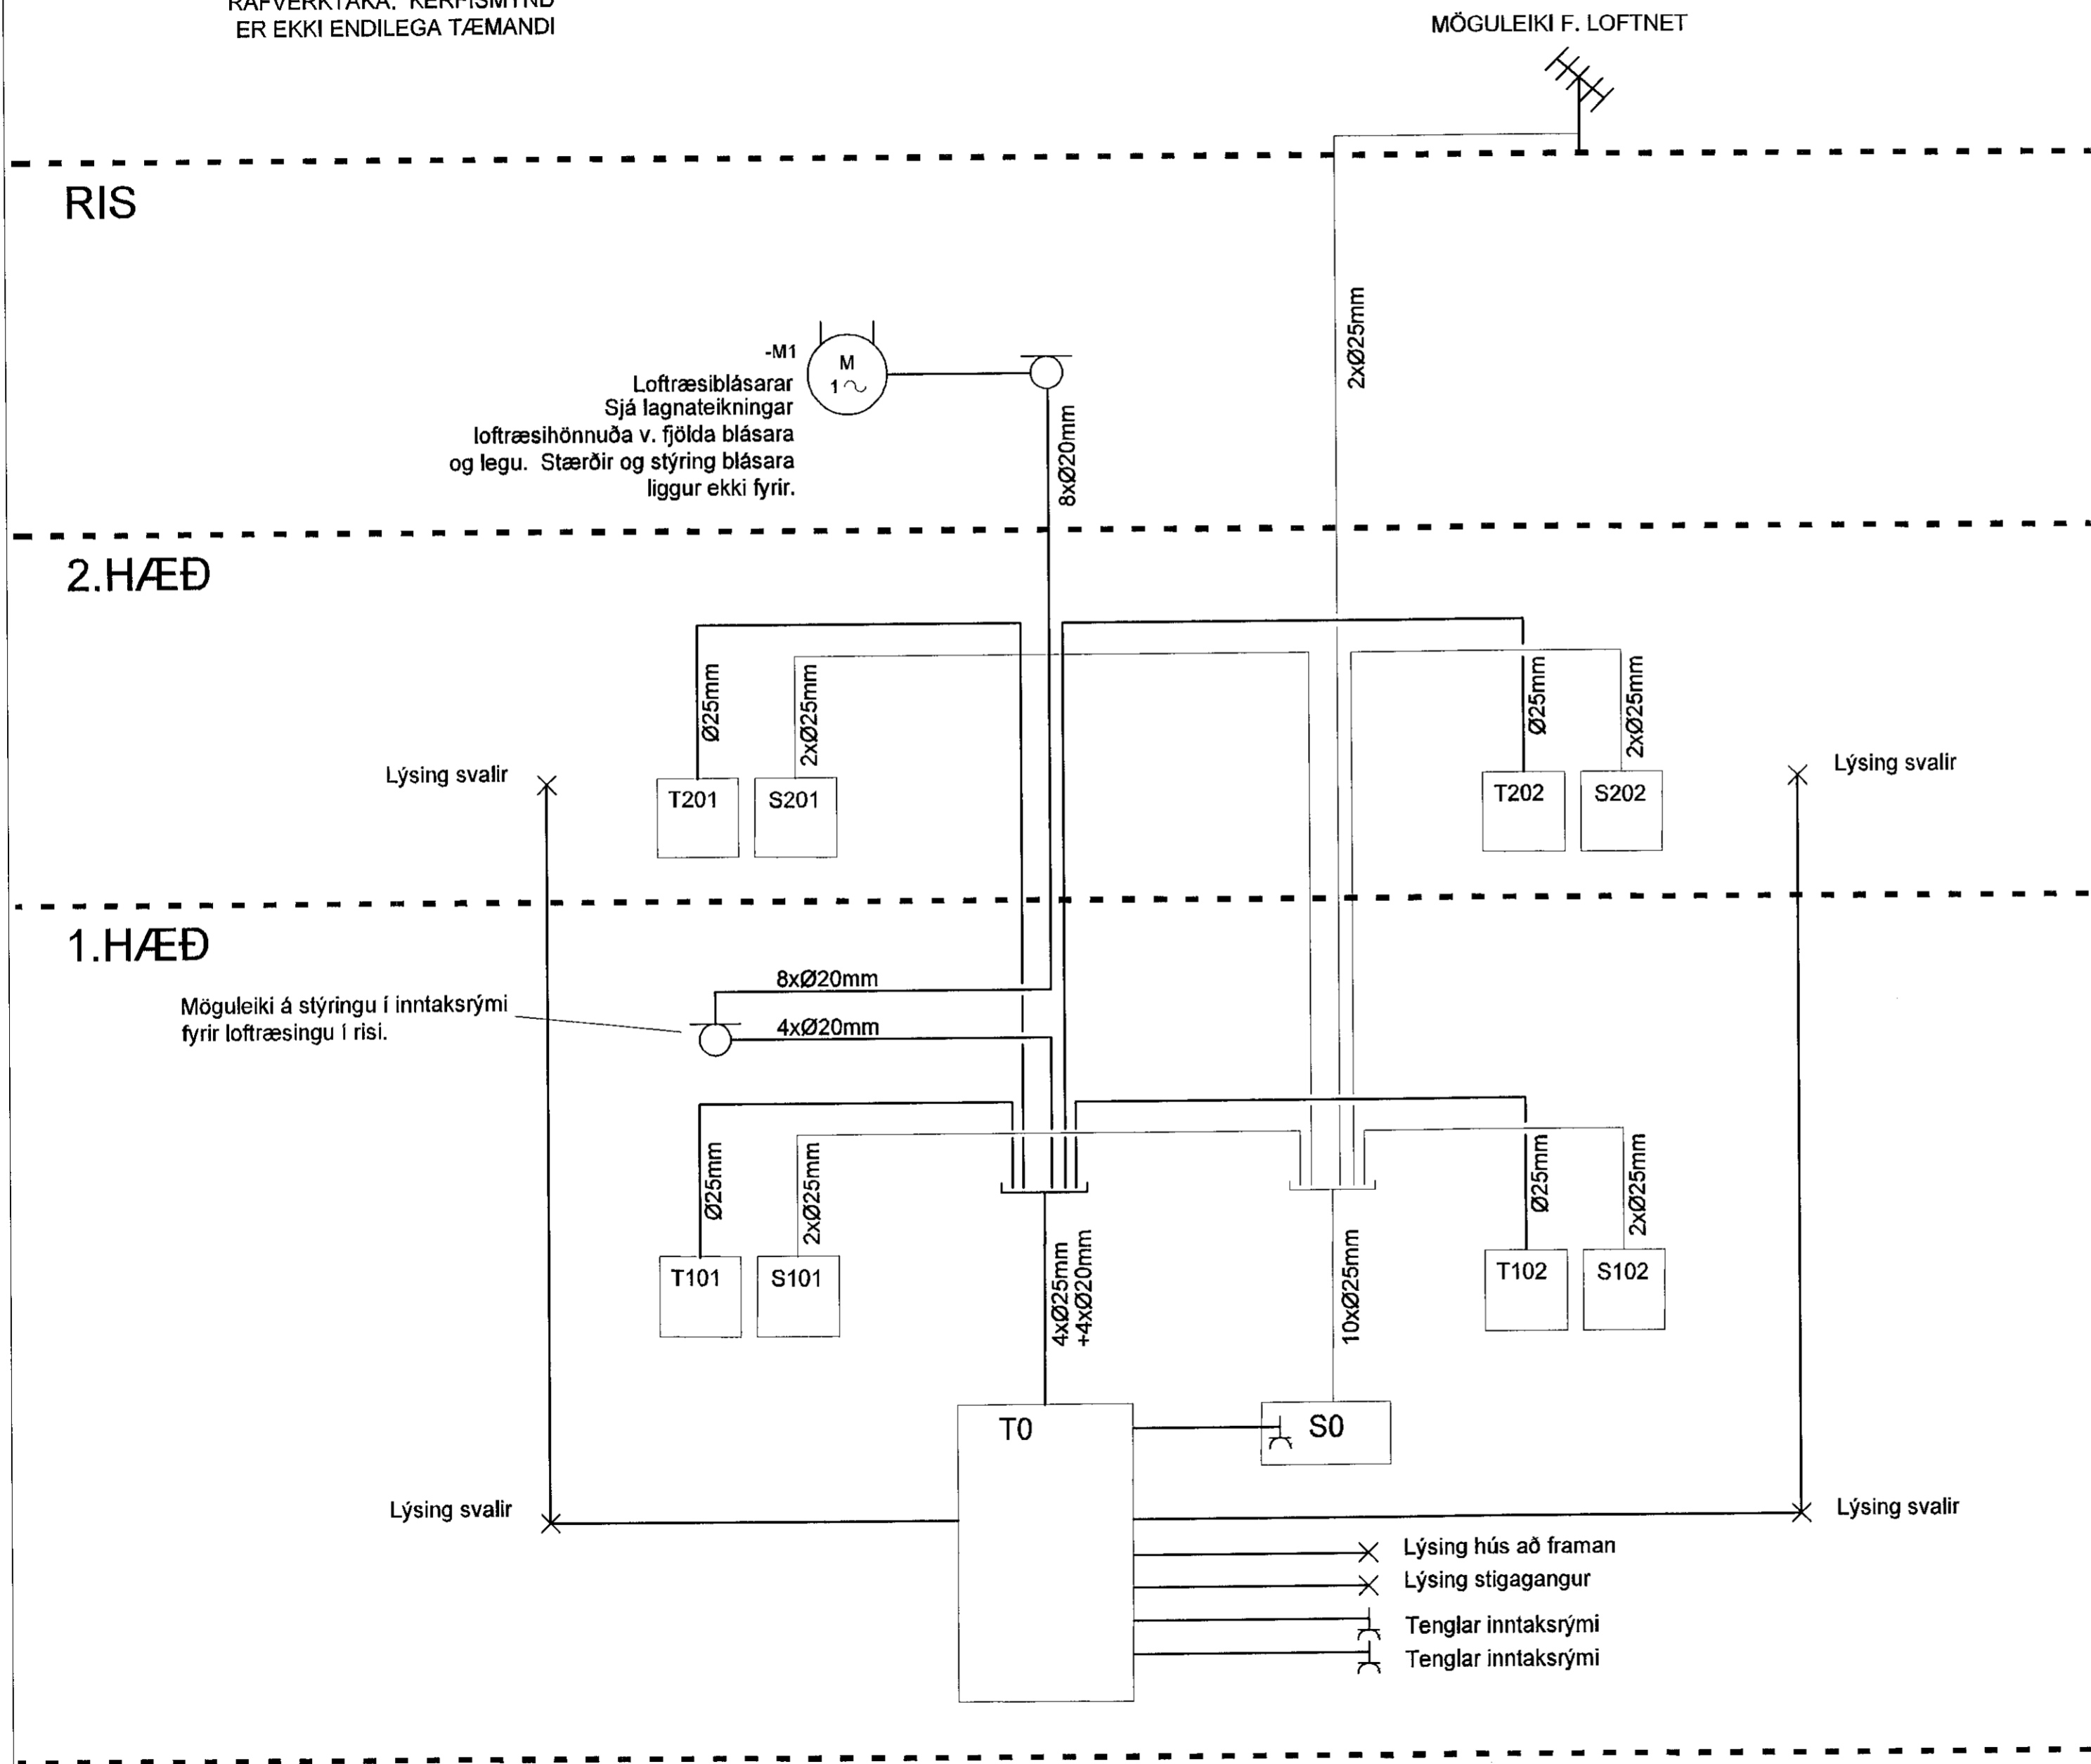 RAFVERKTAKA. KERFISMYND
ER EKKI ENDILEGA TÆMANDI
MÖGULEIKI F. LOFTNET
RIS
2xØ25mm
-M1
M
1
Loftræsiblásarar
Sjá lagnateikningar
loftræsihönnuða v. fjölda blásara
og legu. Stærðir og stýring blásara
liggur ekki fyrir.
8xØ20mm
2.HÆÐ
Ø25mm
2xØ25mm
Ø25mm
2xØ25mm
Lýsing svalir
T201
S201
T202
S202
Lýsing svalir
1.HÆÐ
8xØ20mm
Möguleiki á stýringu í inntaksrými
fyrir loftræsingu í risi.
4xØ20mm
Ø25mm
2xØ25mm
Ø25mm
2xØ25mm
T101
S101
4xØ25mm
+4xØ20mm
10xØ25mm
T102
S102
T0
S0
Lýsing svalir
Lýsing svalir
Lýsing hús að framan
Lýsing stigagangur
Tenglar inntaksrými
Tenglar inntaksrými